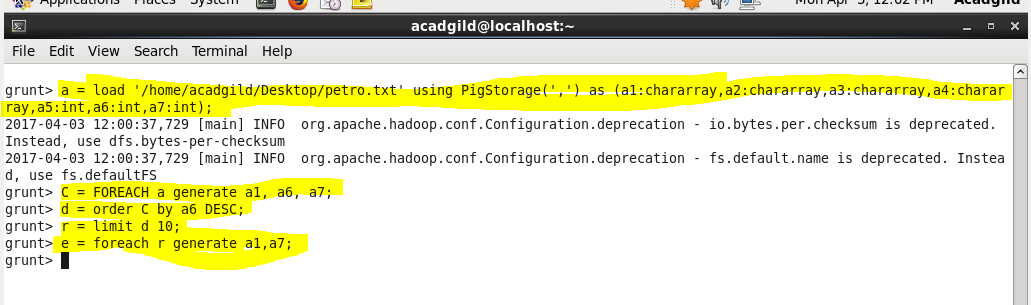 Applications Places System Mon Apr 3, 12:02 PM Acadgild
acadgild@localhost:~
File Edit View Search Terminal Help
grunt> a = load '/home/acadgild/Desktop/petro.txt' using PigStorage(',') as (a1:chararray,a2:chararray,a3:chararray,a4:charar
ray,a5:int,a6:int,a7:int);
2017-04-03 12:00:37,729 [main] INFO  org.apache.hadoop.conf.Configuration.deprecation - io.bytes.per.checksum is deprecated.
Instead, use dfs.bytes-per-checksum
2017-04-03 12:00:37,729 [main] INFO  org.apache.hadoop.conf.Configuration.deprecation - fs.default.name is deprecated. Instea
d, use fs.defaultFS
grunt> C = FOREACH a generate a1, a6, a7;
grunt> d = order C by a6 DESC;
grunt> r = limit d 10;
grunt> e = foreach r generate a1,a7;
grunt>